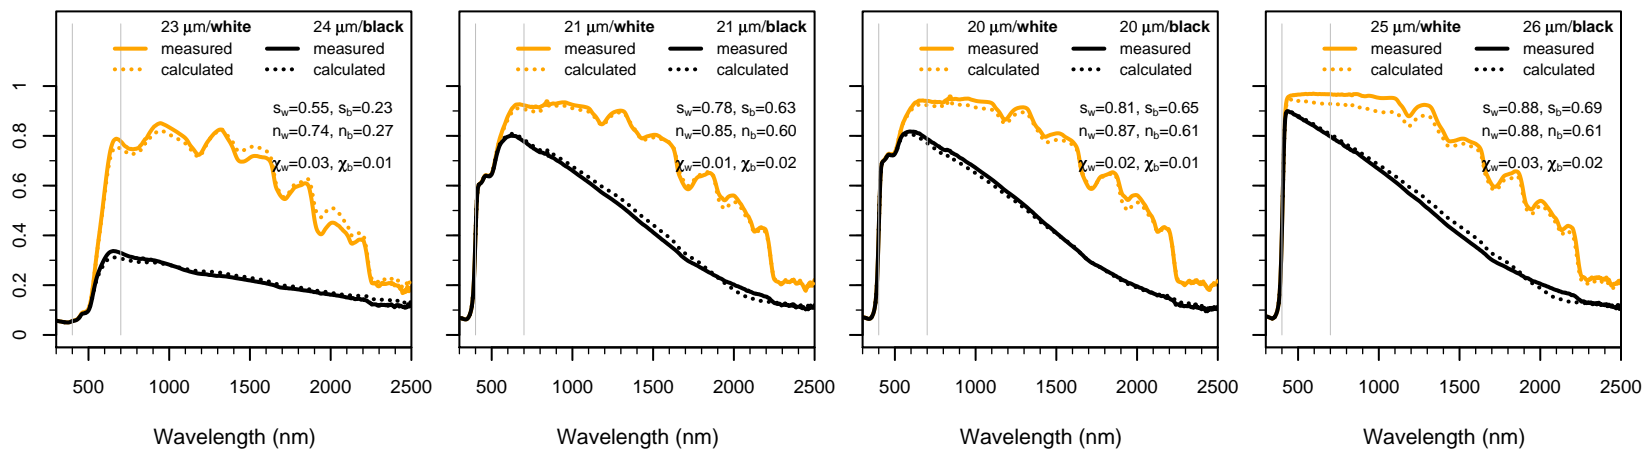 23 μm/white 24 μm/black
measured measured
calculated calculated
s_w=0.55, s_b=0.23
n_w=0.74, n_b=0.27
χ_w=0.03, χ_b=0.01
21 μm/white 21 μm/black
measured measured
calculated calculated
s_w=0.78, s_b=0.63
n_w=0.85, n_b=0.60
χ_w=0.01, χ_b=0.02
20 μm/white 20 μm/black
measured measured
calculated calculated
s_w=0.81, s_b=0.65
n_w=0.87, n_b=0.61
χ_w=0.02, χ_b=0.01
25 μm/white 26 μm/black
measured measured
calculated calculated
s_w=0.88, s_b=0.69
n_w=0.88, n_b=0.61
χ_w=0.03, χ_b=0.02
1
0.8
0.6
0.4
0.2
0
500 1000 1500 2000 2500
500 1000 1500 2000 2500
500 1000 1500 2000 2500
500 1000 1500 2000 2500
Wavelength (nm)
Wavelength (nm)
Wavelength (nm)
Wavelength (nm)